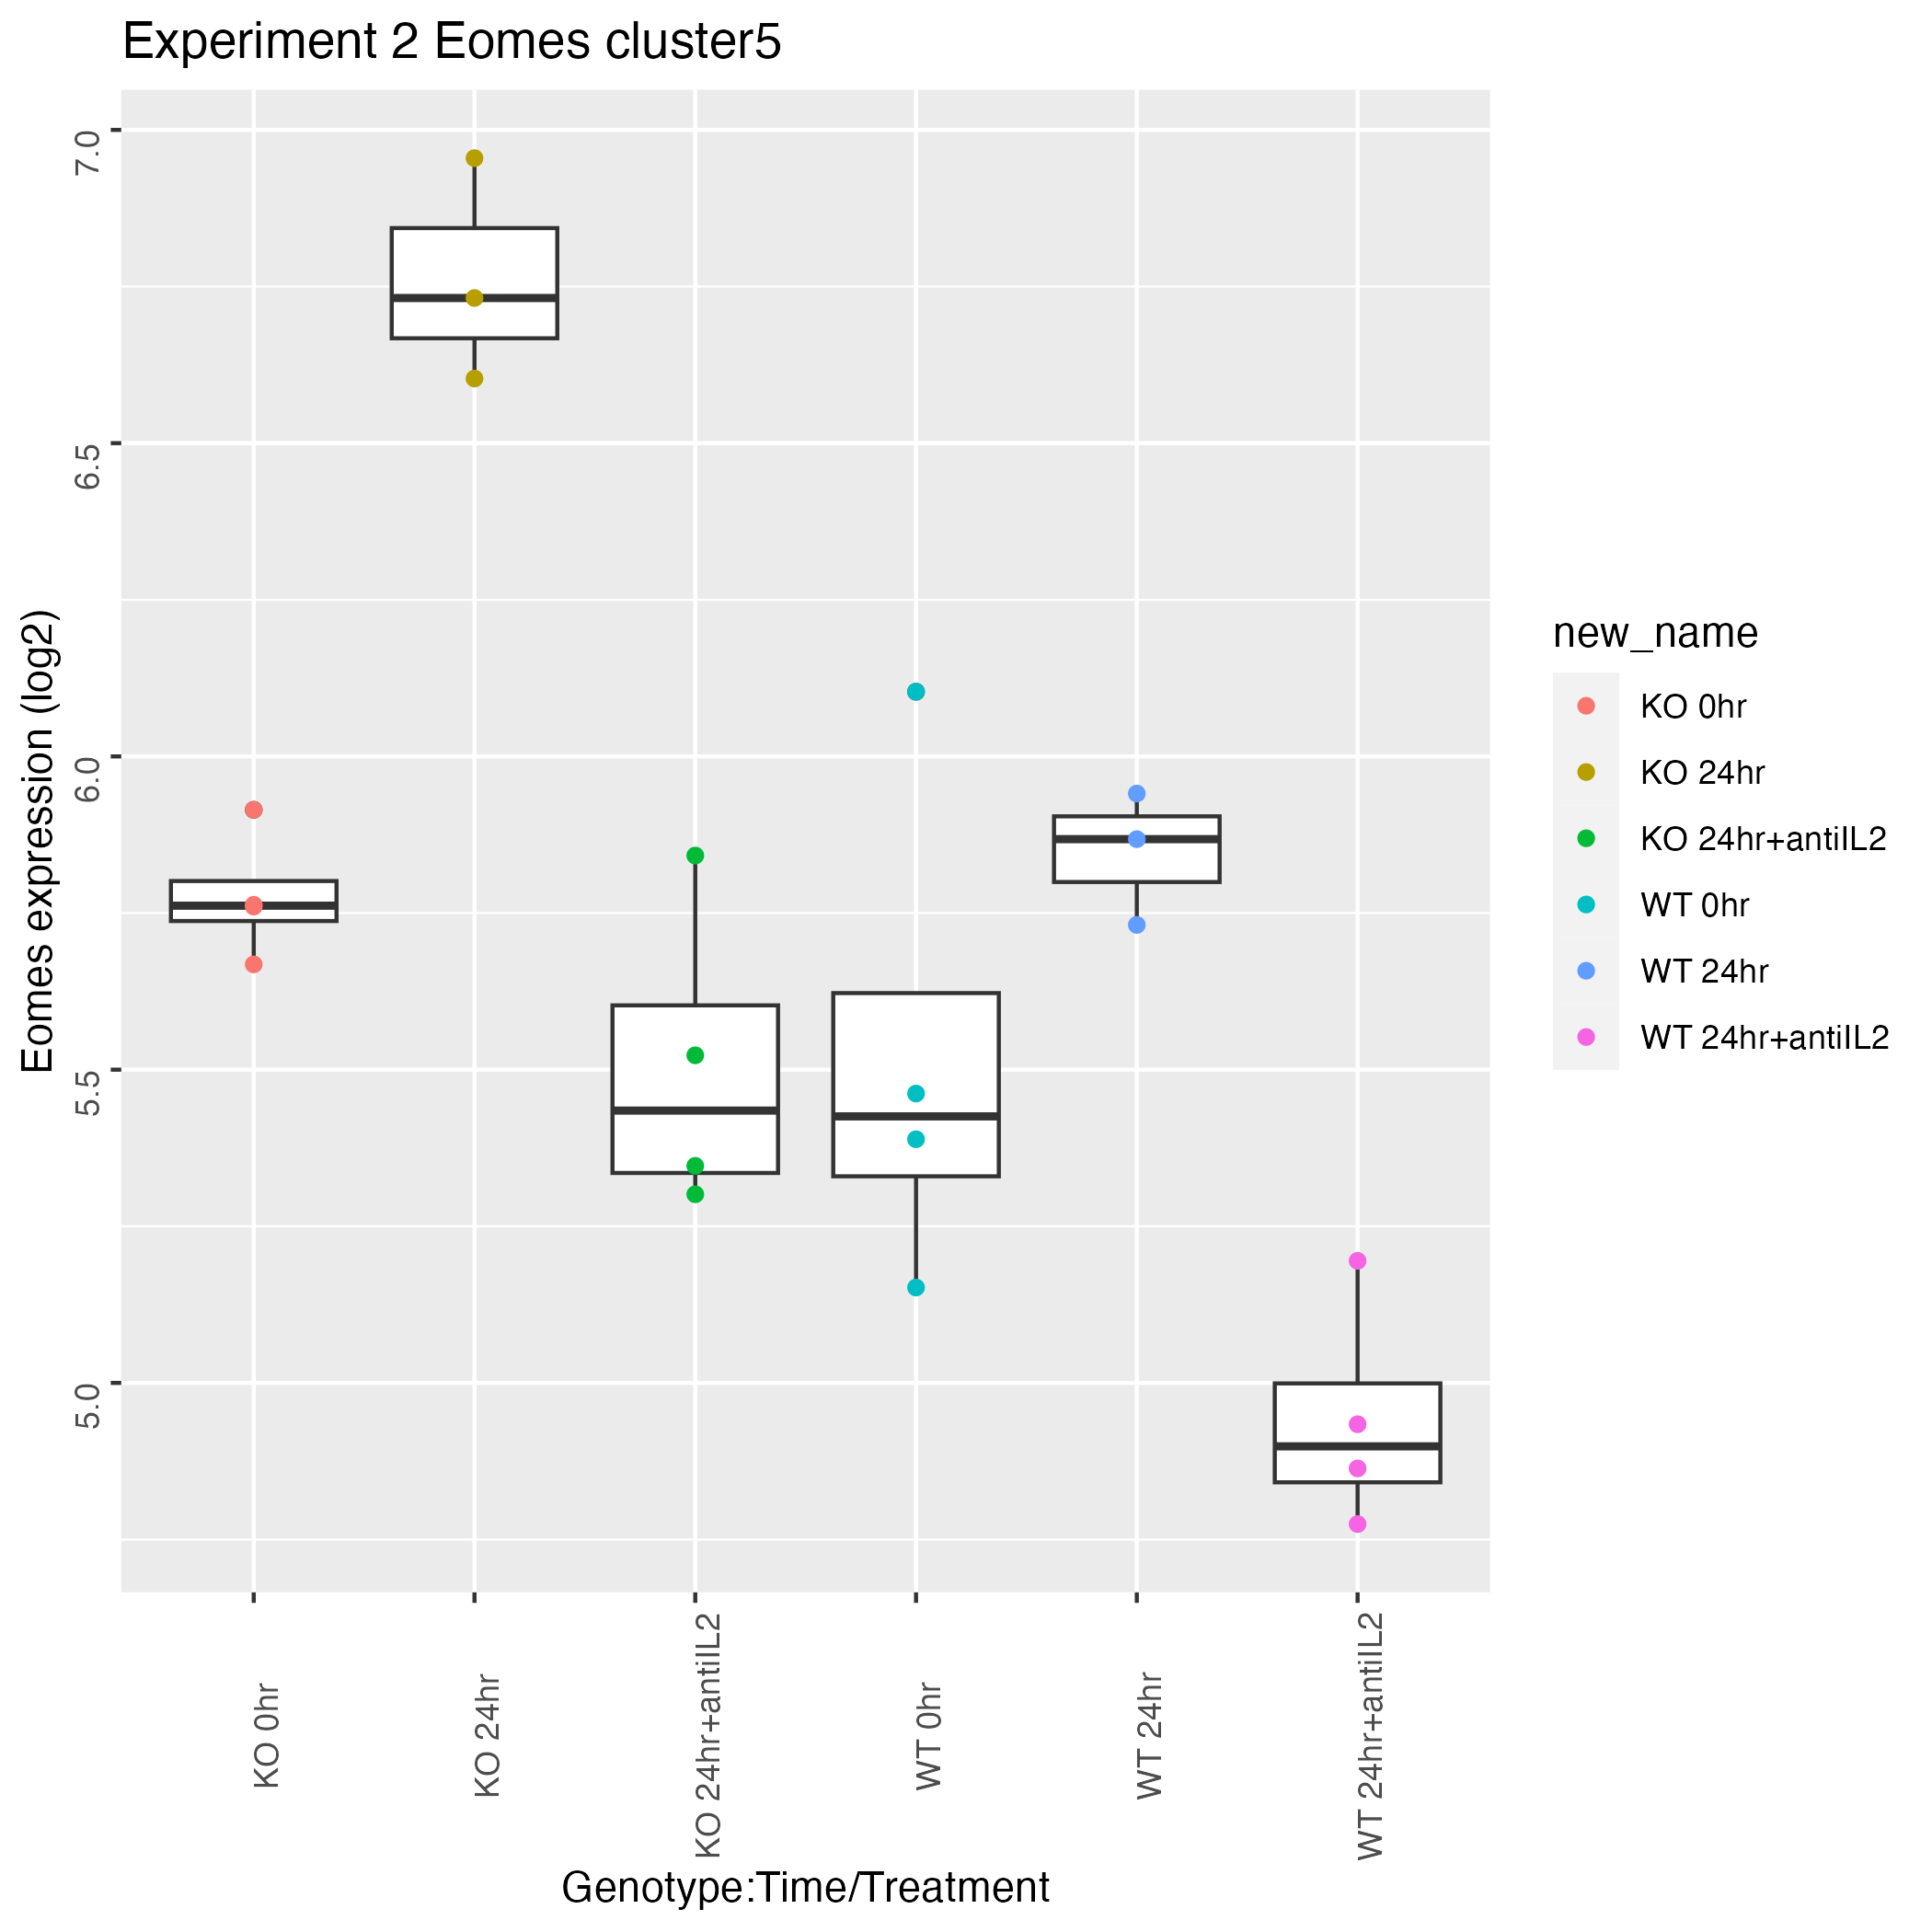 Experiment 2 Eomes cluster5
Eomes expression (log2)
7.0
6.5
6.0
5.5
5.0
KO 0hr
KO 24hr
KO 24hr+antiIL2
WT 0hr
WT 24hr
WT 24hr+antiIL2
Genotype:Time/Treatment
new_name
KO 0hr
KO 24hr
KO 24hr+antiIL2
WT 0hr
WT 24hr
WT 24hr+antiIL2